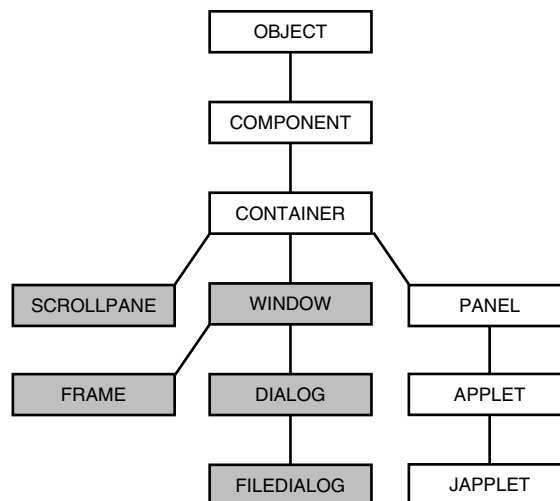 OBJECT
COMPONENT
CONTAINER
SCROLLPANE
WINDOW
PANEL
FRAME
DIALOG
APPLET
FILEDIALOG
JAPPLET